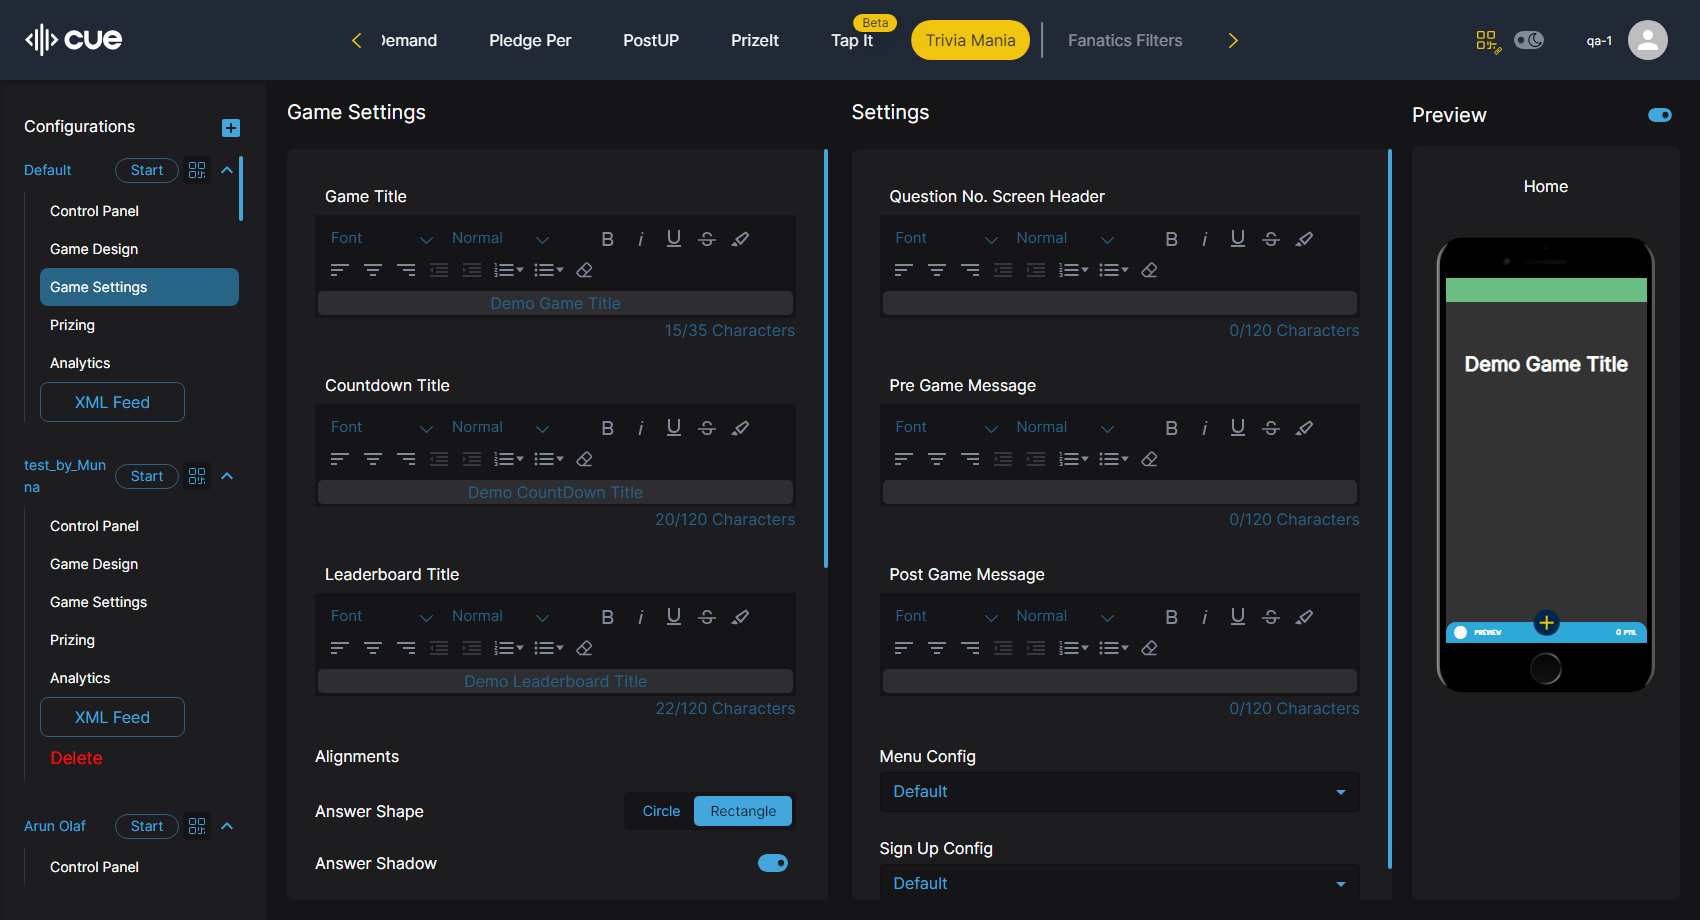 cue
Demand
Pledge Per
PostUP
PrizeIt
Tap It
Beta
Trivia Mania
Fanatics Filters
qa-1
Configurations
Default
Start
Control Panel
Game Design
Game Settings
Prizing
Analytics
XML Feed
test_by_Mun
na
Start
Control Panel
Game Design
Game Settings
Prizing
Analytics
XML Feed
Delete
Arun Olaf
Start
Control Panel
Game Settings
Game Title
Font
Normal
Demo Game Title
15/35 Characters
Countdown Title
Font
Normal
Demo CountDown Title
20/120 Characters
Leaderboard Title
Font
Normal
Demo Leaderboard Title
22/120 Characters
Alignments
Answer Shape
Circle
Rectangle
Answer Shadow
Settings
Question No. Screen Header
Font
Normal
0/120 Characters
Pre Game Message
Font
Normal
0/120 Characters
Post Game Message
Font
Normal
0/120 Characters
Menu Config
Default
Sign Up Config
Default
Preview
Home
Demo Game Title
PREVIEW
0 PTS.